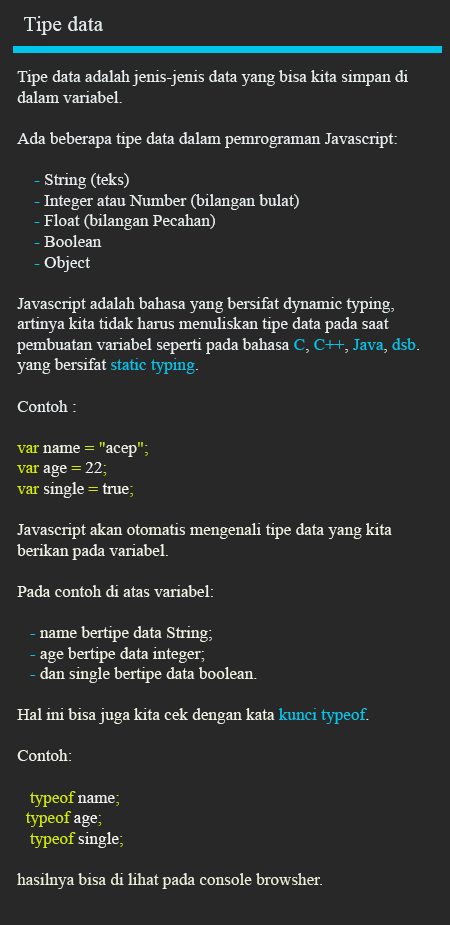 Tipe data
Tipe data adalah jenis-jenis data yang bisa kita simpan di
dalam variabel.
Ada beberapa tipe data dalam pemrograman Javascript:
- String (teks)
- Integer atau Number (bilangan bulat)
- Float (bilangan Pecahan)
- Boolean
- Object
Javascript adalah bahasa yang bersifat dynamic typing,
artinya kita tidak harus menuliskan tipe data pada saat
pembuatan variabel seperti pada bahasa C, C++, Java, dsb.
yang bersifat static typing.
Contoh :
var name = "acep";
var age = 22;
var single = true;
Javascript akan otomatis mengenali tipe data yang kita
berikan pada variabel.
Pada contoh di atas variabel:
- name bertipe data String;
- age bertipe data integer;
- dan single bertipe data boolean.
Hal ini bisa juga kita cek dengan kata kunci typeof.
Contoh:
typeof name;
typeof age;
typeof single;
hasilnya bisa di lihat pada console browsher.